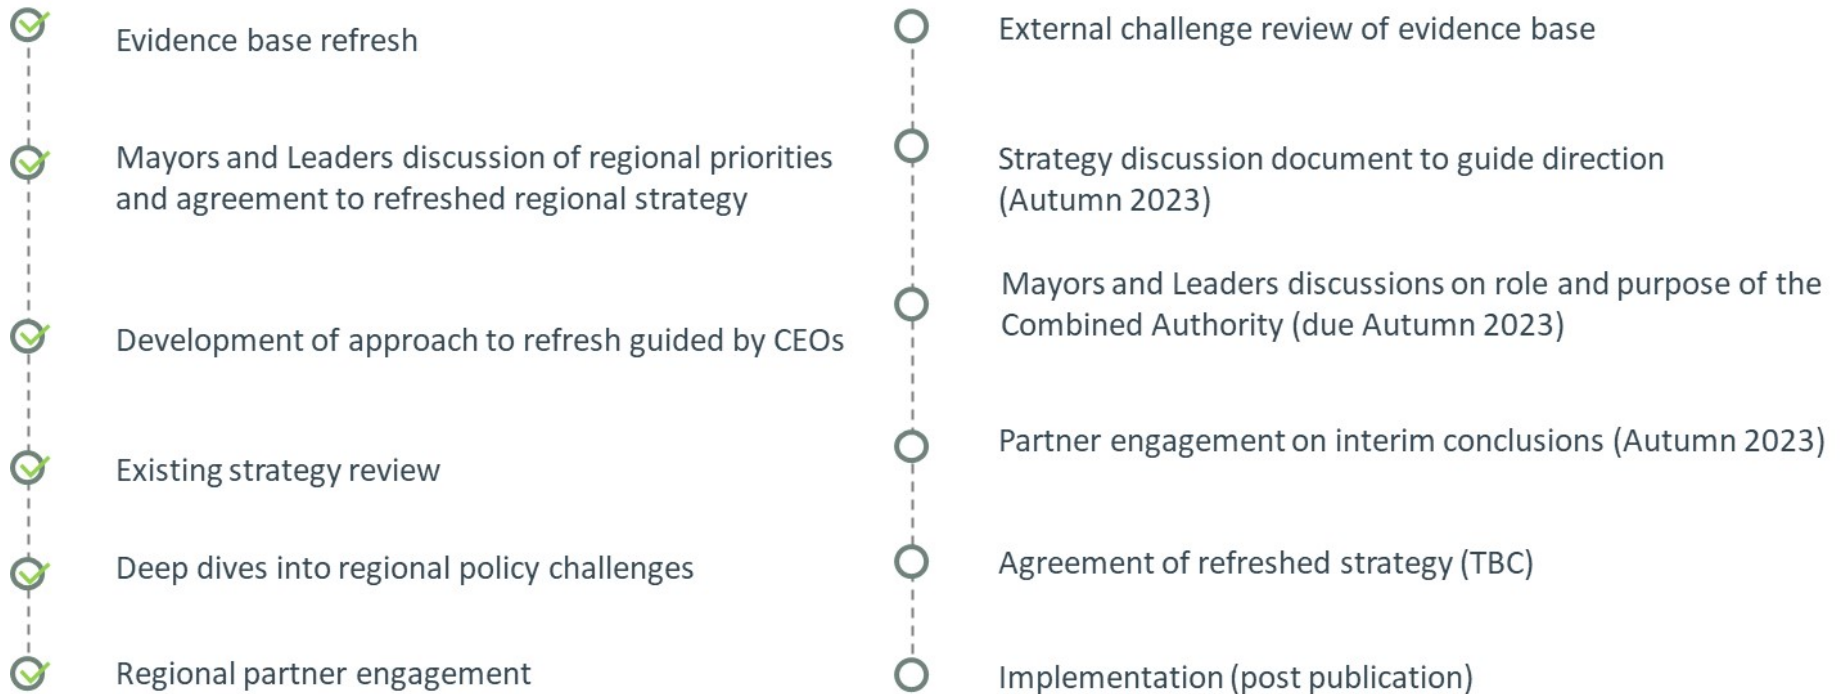 Evidence base refresh
Mayors and Leaders discussion of regional priorities
and agreement to refreshed regional strategy
Development of approach to refresh guided by CEOs
Existing strategy review
Deep dives into regional policy challenges
Regional partner engagement
External challenge review of evidence base
Strategy discussion document to guide direction
(Autumn 2023)
Mayors and Leaders discussions on role and purpose of the
Combined Authority (due Autumn 2023)
Partner engagement on interim conclusions (Autumn 2023)
Agreement of refreshed strategy (TBC)
Implementation (post publication)